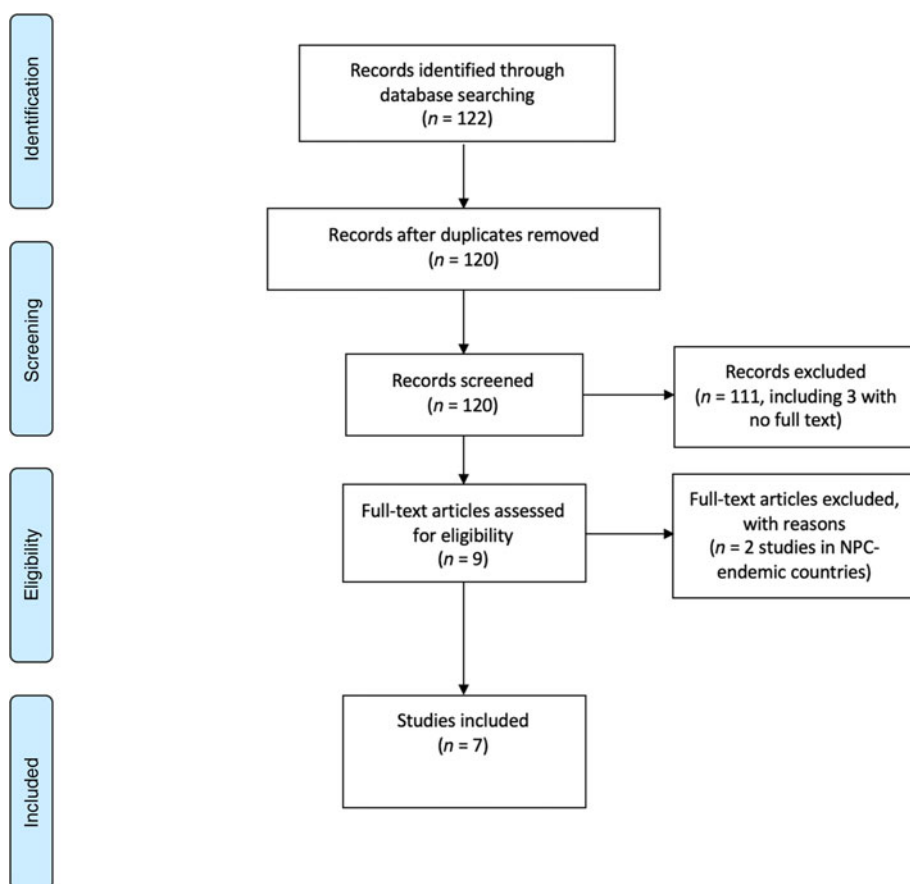 Identification
Records identified through
database searching
(n = 122)
Records after duplicates removed
(n = 120)
Screening
Records screened
(n = 120)
Records excluded
(n = 111, including 3 with
no full text)
Eligibility
Full-text articles assessed
for eligibility
(n = 9)
Full-text articles excluded,
with reasons
(n = 2 studies in NPC-
endemic countries)
Included
Studies included
(n = 7)